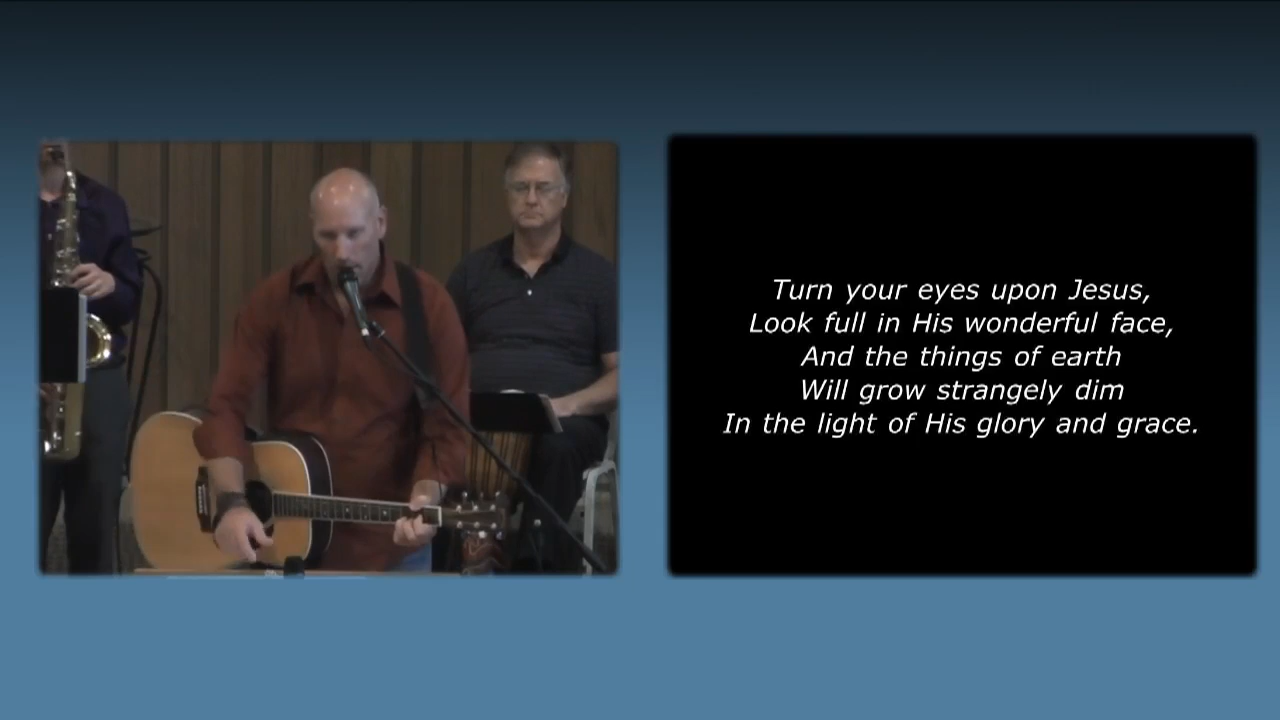 Turn your eyes upon Jesus,
Look full in His wonderful face,
And the things of earth
Will grow strangely dim
In the light of His glory and grace.